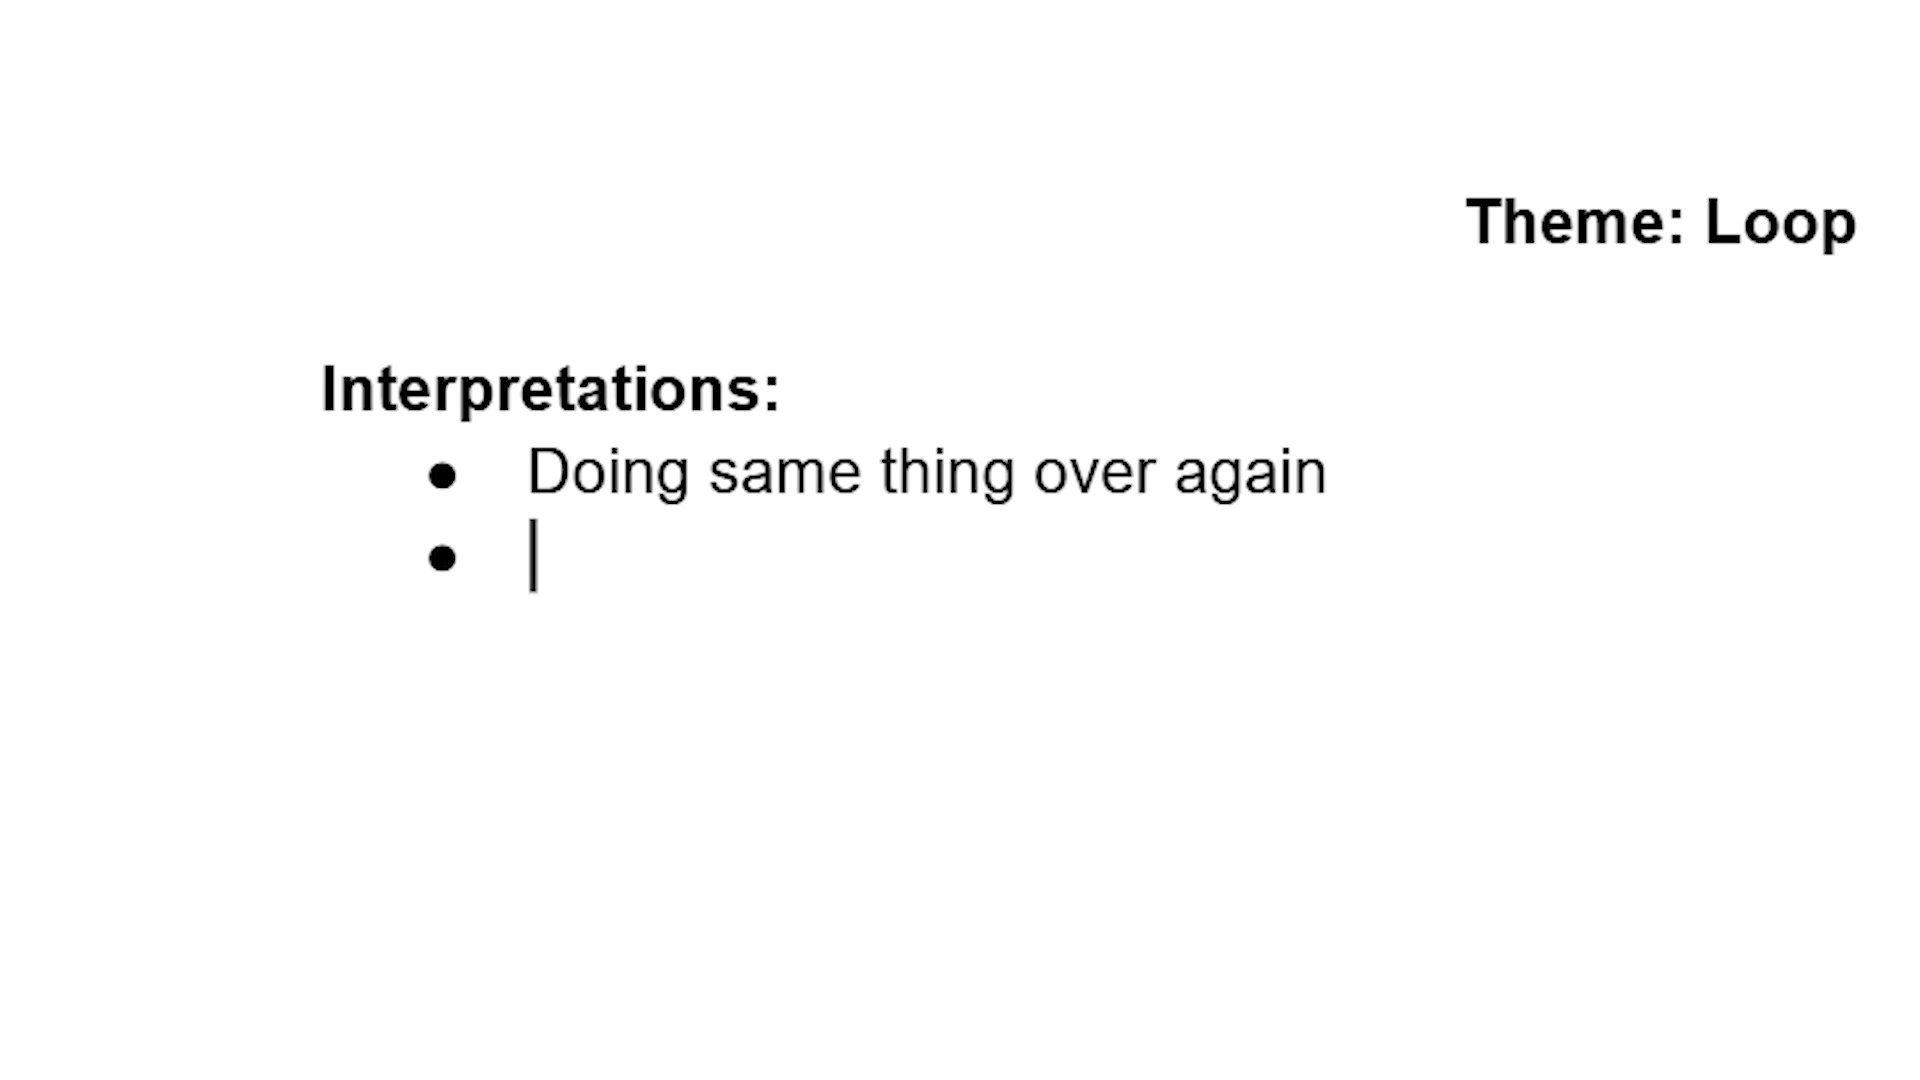 Theme: Loop
Interpretations:
● Doing same thing over again
●